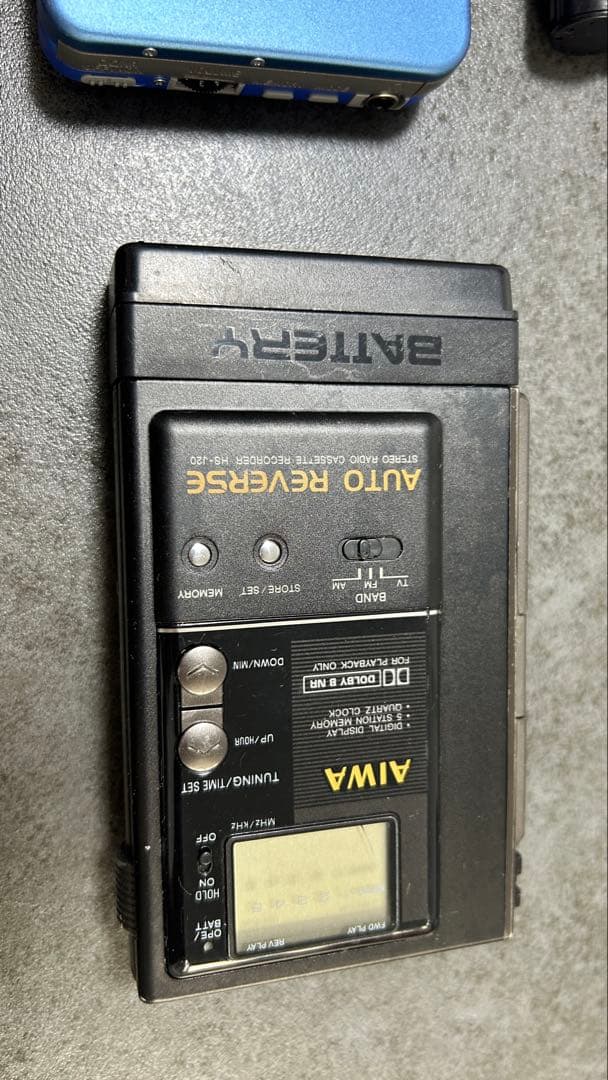 FWD PLAY
REV PLAY
OPE/
BATT
HOLD
ON
OFF
MHz/kHz
AIWA
TUNING/TIME SET
• DIGITAL DISPLAY
• 5 STATION MEMORY
• QUARTZ CLOCK
UP/HOUR
DOLBY B NR
FOR PLAYBACK ONLY
DOWN/MIN
BAND
TV
FM
AM
STORE/SET
MEMORY
AUTO REVERSE
STEREO RADIO CASSETTE RECORDER HS-J20
BATTERY